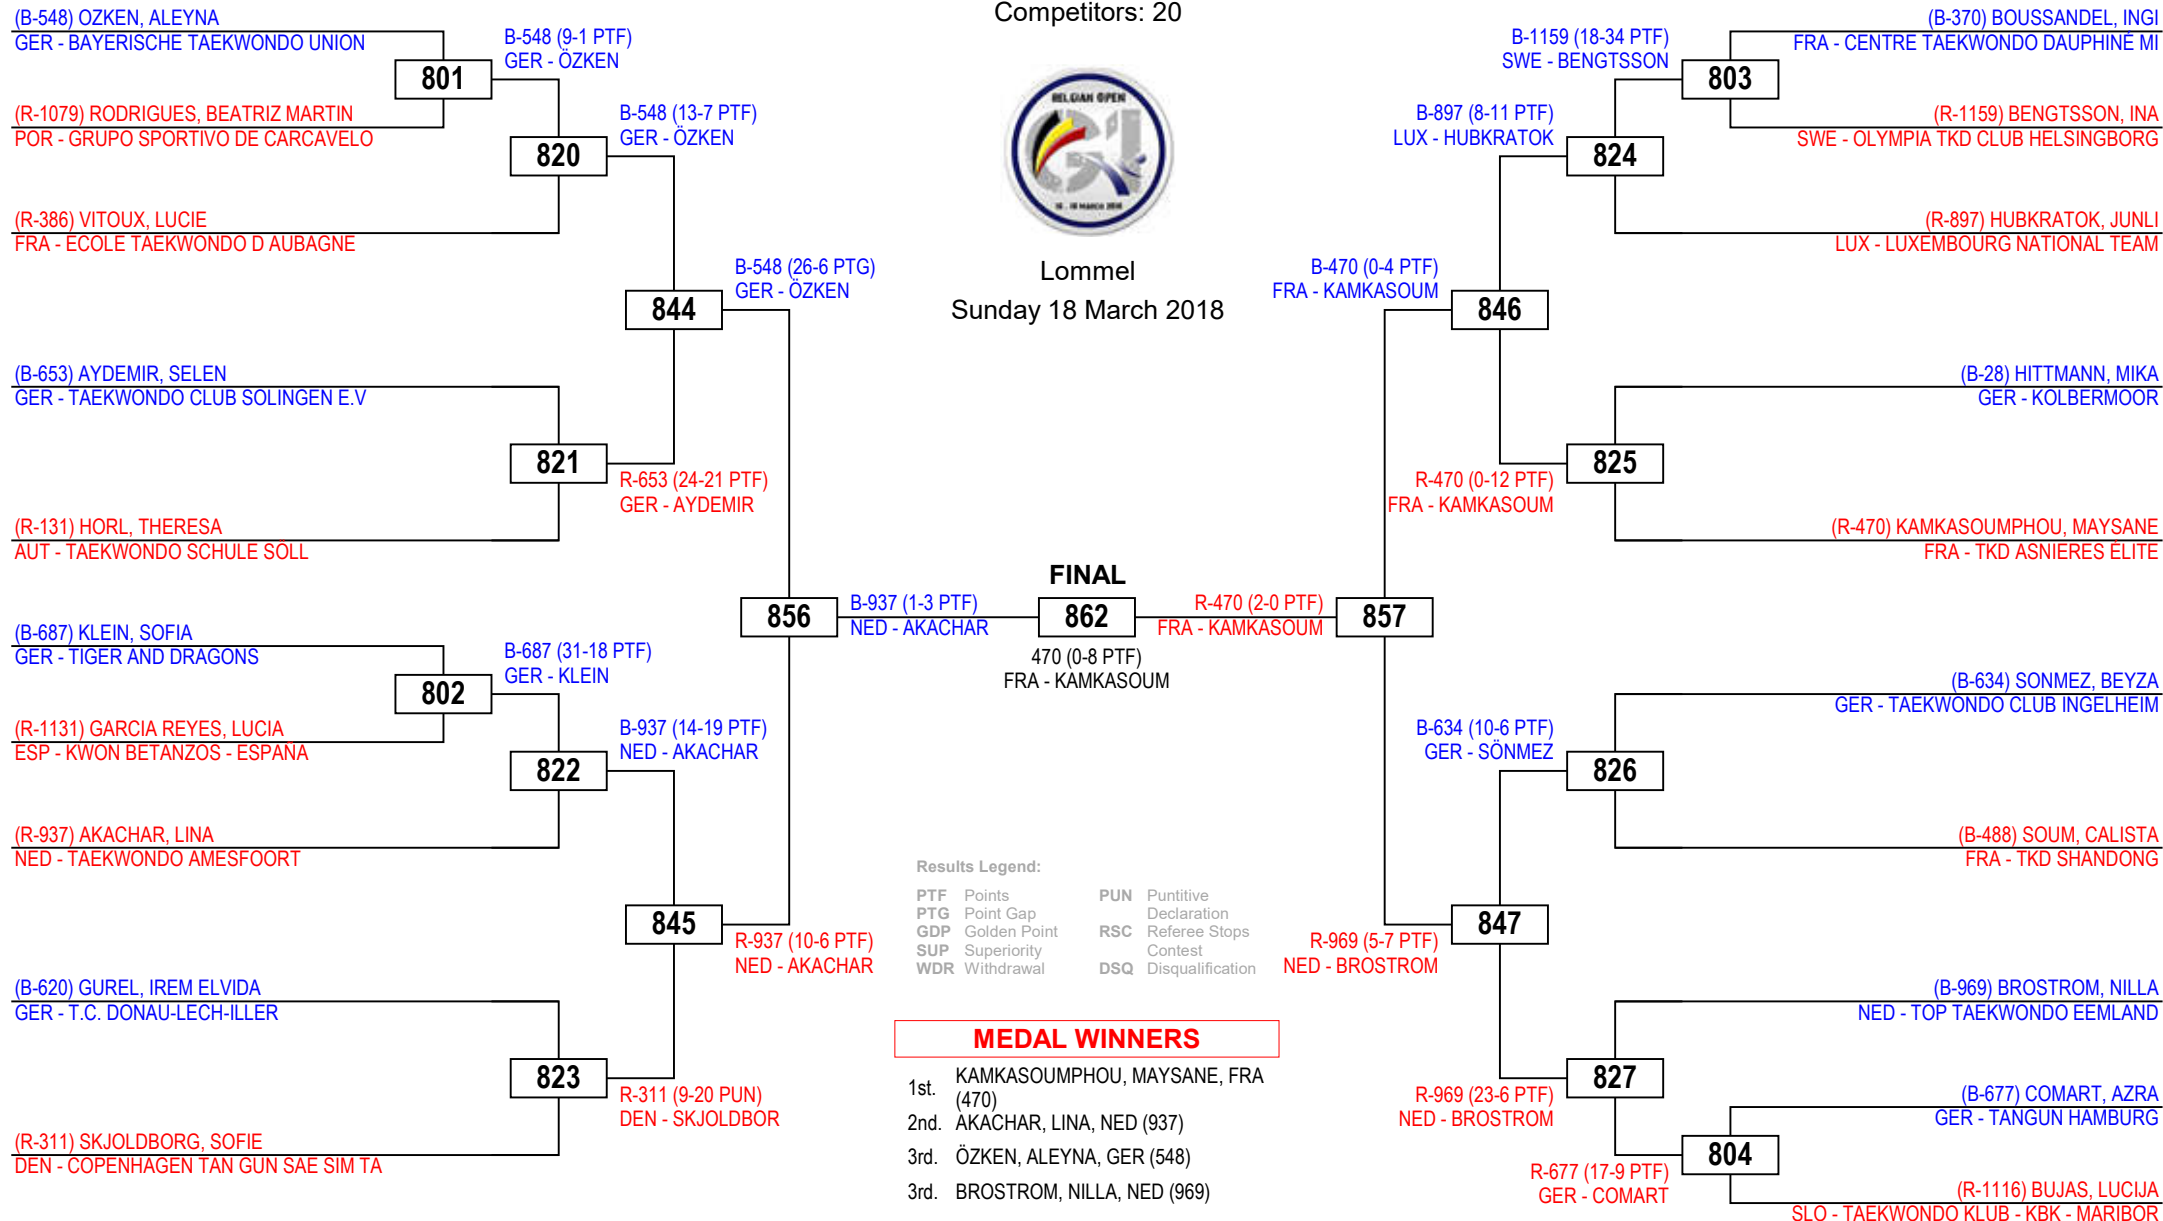 Competitors: 20
BELGIAN OPEN
Lommel
Sunday 18 March 2018
(B-548) OZKEN, ALEYNA
GER - BAYERISCHE TAEKWONDO UNION
801
B-548 (9-1 PTF)
GER - ÖZKEN
(R-1079) RODRIGUES, BEATRIZ MARTIN
POR - GRUPO SPORTIVO DE CARCAVELO
820
B-548 (13-7 PTF)
GER - ÖZKEN
(R-386) VITOUX, LUCIE
FRA - ECOLE TAEKWONDO D AUBAGNE
844
B-548 (26-6 PTG)
GER - ÖZKEN
(B-653) AYDEMIR, SELEN
GER - TAEKWONDO CLUB SOLINGEN E.V
821
R-653 (24-21 PTF)
GER - AYDEMIR
(R-131) HORL, THERESA
AUT - TAEKWONDO SCHULE SÖLL
856
B-937 (1-3 PTF)
NED - AKACHAR
(B-687) KLEIN, SOFIA
GER - TIGER AND DRAGONS
802
B-687 (31-18 PTF)
GER - KLEIN
(R-1131) GARCIA REYES, LUCIA
ESP - KWON BETANZOS - ESPAÑA
822
B-937 (14-19 PTF)
NED - AKACHAR
(R-937) AKACHAR, LINA
NED - TAEKWONDO AMESFOORT
845
R-937 (10-6 PTF)
NED - AKACHAR
(B-620) GUREL, IREM ELVIDA
GER - T.C. DONAU-LECH-ILLER
823
R-311 (9-20 PUN)
DEN - SKJOLDBOR
(R-311) SKJOLDBORG, SOFIE
DEN - COPENHAGEN TAN GUN SAE SIM TA
FINAL
862
470 (0-8 PTF)
FRA - KAMKASOUM
(B-370) BOUSSANDEL, INGI
FRA - CENTRE TAEKWONDO DAUPHINÉ MI
B-1159 (18-34 PTF)
SWE - BENGTSSON
803
(R-1159) BENGTSSON, INA
SWE - OLYMPIA TKD CLUB HELSINGBORG
B-897 (8-11 PTF)
LUX - HUBKRATOK
824
(R-897) HUBKRATOK, JUNLI
LUX - LUXEMBOURG NATIONAL TEAM
B-470 (0-4 PTF)
FRA - KAMKASOUM
846
(B-28) HITTMANN, MIKA
GER - KOLBERMOOR
825
R-470 (0-12 PTF)
FRA - KAMKASOUM
(R-470) KAMKASOUMPHOU, MAYSANE
FRA - TKD ASNIERES ÉLITE
R-470 (2-0 PTF)
FRA - KAMKASOUM
857
(B-634) SONMEZ, BEYZA
GER - TAEKWONDO CLUB INGELHEIM
B-634 (10-6 PTF)
GER - SÖNMEZ
826
(B-488) SOUM, CALISTA
FRA - TKD SHANDONG
847
R-969 (5-7 PTF)
NED - BROSTROM
(B-969) BROSTROM, NILLA
NED - TOP TAEKWONDO EEMLAND
827
R-969 (23-6 PTF)
NED - BROSTROM
(B-677) COMART, AZRA
GER - TANGUN HAMBURG
804
R-677 (17-9 PTF)
GER - COMART
(R-1116) BUJAS, LUCIJA
SLO - TAEKWONDO KLUB - KBK - MARIBOR
Results Legend:
PTF Points
PTG Point Gap
GDP Golden Point
SUP Superiority
WDR Withdrawal
PUN Puntitive
Declaration
RSC Referee Stops
Contest
DSQ Disqualification
MEDAL WINNERS
1st. KAMKASOUMPHOU, MAYSANE, FRA
(470)
2nd. AKACHAR, LINA, NED (937)
3rd. ÖZKEN, ALEYNA, GER (548)
3rd. BROSTROM, NILLA, NED (969)